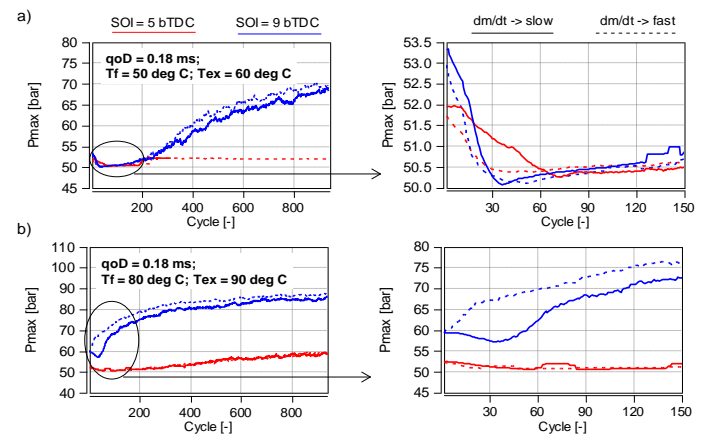 a)
SOI = 5 bTDC
SOI = 9 bTDC
dm/dt -> slow
dm/dt -> fast
Pmax [bar]
80
75
70
65
60
55
50
45
qoD = 0.18 ms;
Tf = 50 deg C; Tex = 60 deg C
200
400
600
800
Cycle [-]
Pmax [bar]
53.5
53.0
52.5
52.0
51.5
51.0
50.5
50.0
30
60
90
120
150
Cycle [-]
b)
Pmax [bar]
110
100
90
80
70
60
50
40
qoD = 0.18 ms;
Tf = 80 deg C; Tex = 90 deg C
200
400
600
800
Cycle [-]
Pmax [bar]
80
75
70
65
60
55
50
45
30
60
90
120
150
Cycle [-]